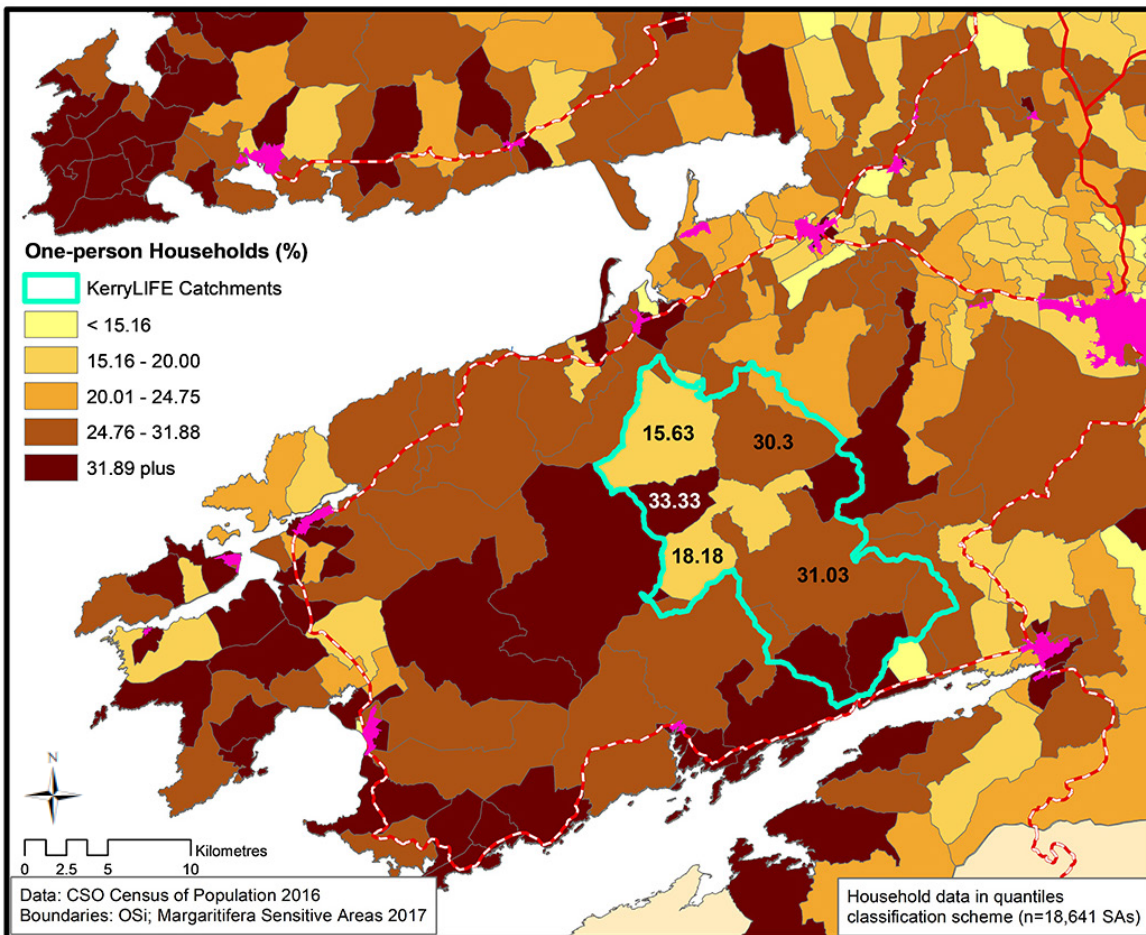 One-person Households (%)
KerryLIFE Catchments
< 15.16
15.16 - 20.00
20.01 - 24.75
24.76 - 31.88
31.89 plus
15.63
30.3
33.33
18.18
31.03
N
0 2.5 5 10 Kilometres
Data: CSO Census of Population 2016
Boundaries: OSi; Margaritifera Sensitive Areas 2017
Household data in quantiles
classification scheme (n=18,641 SAs)